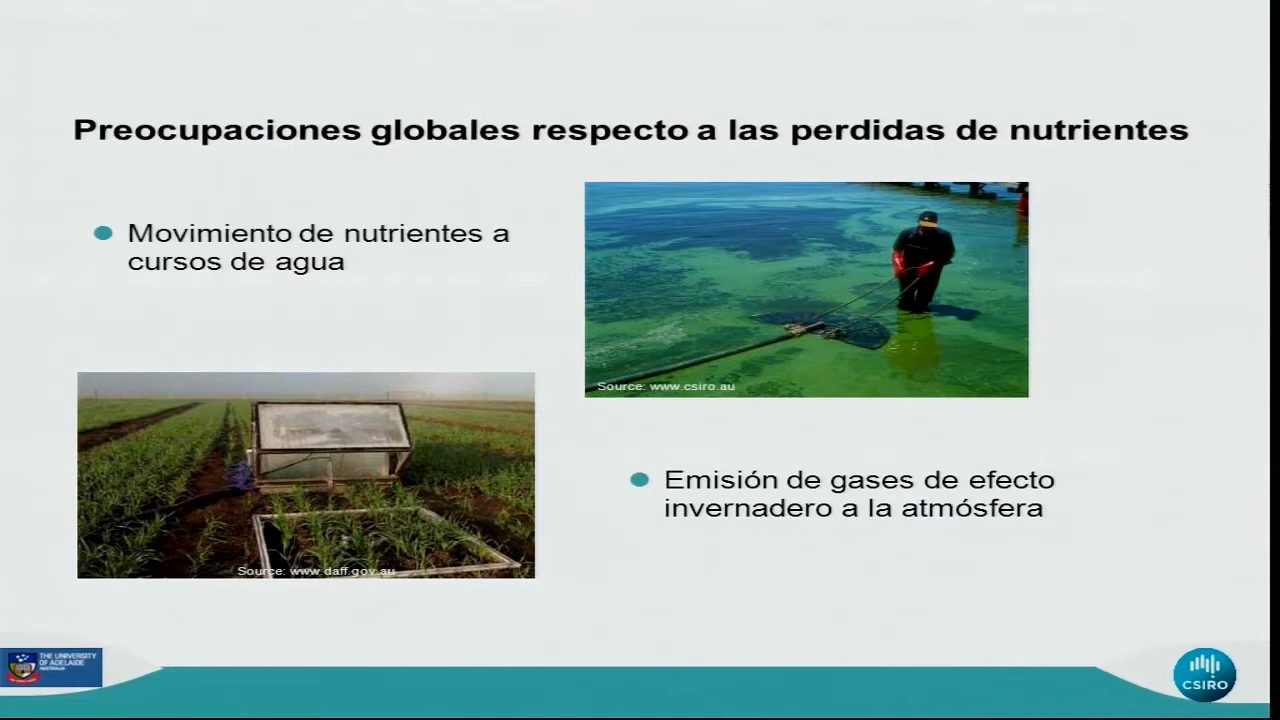 Preocupaciones globales respecto a las perdidas de nutrientes
Movimiento de nutrientes a
cursos de agua
Source: www.csiro.au
Emisión de gases de efecto
invernadero a la atmósfera
Source: www.daff.gov.au
THE UNIVERSITY
OF ADELAIDE
AUSTRALIA
CSIRO